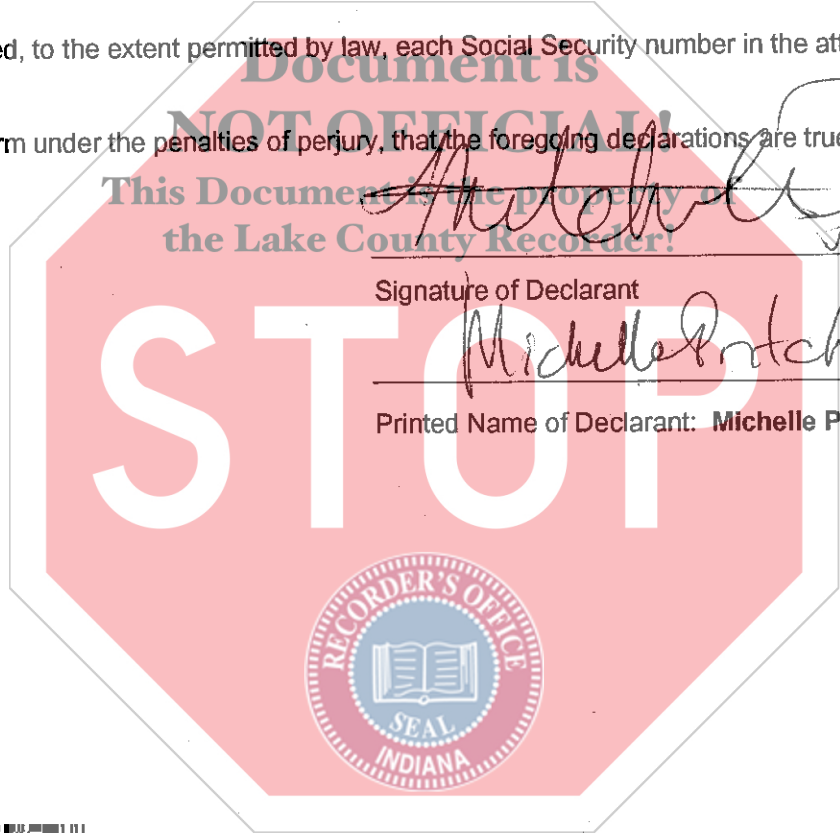 ed, to the extent permitted by law, each Social Security number in the att
Document is
NOT OFFICIAL!
rm under the penalties of perjury, that the foregoing declarations are true
This Document is the property of
the Lake County Recorder!
Signature of Declarant
Michelle Pritch
Printed Name of Declarant: Michelle P
STOP
RECORDER'S OFFICE
SEAL
INDIANA